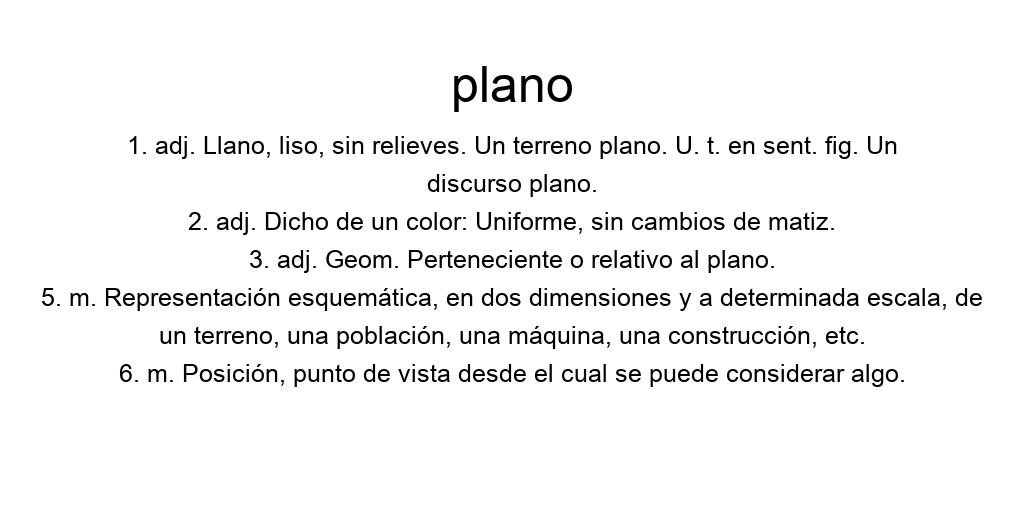 plano
1. adj. Llano, liso, sin relieves. Un terreno plano. U. t. en sent. fig. Un
discurso plano.
2. adj. Dicho de un color: Uniforme, sin cambios de matiz.
3. adj. Geom. Perteneciente o relativo al plano.
5. m. Representación esquemática, en dos dimensiones y a determinada escala, de
un terreno, una población, una máquina, una construcción, etc.
6. m. Posición, punto de vista desde el cual se puede considerar algo.